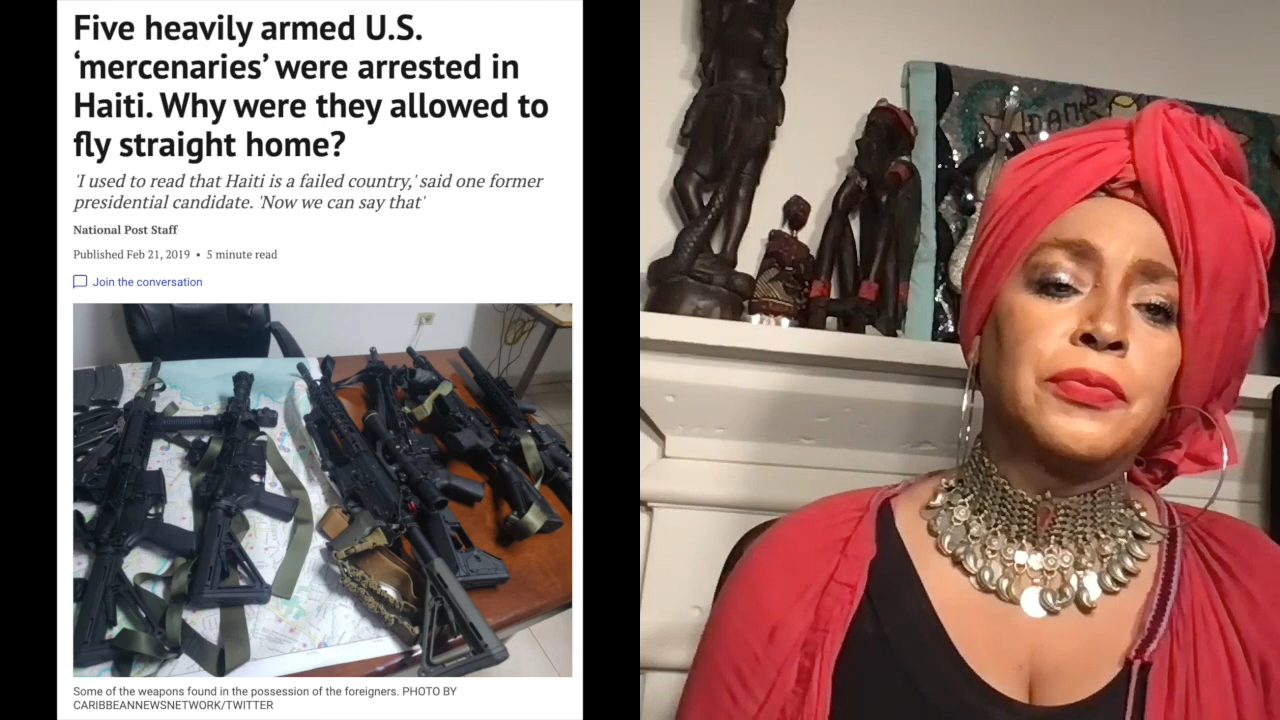 Five heavily armed U.S.
‘mercenaries’ were arrested in
Haiti. Why were they allowed to
fly straight home?
'I used to read that Haiti is a failed country,' said one former
presidential candidate. 'Now we can say that'
National Post Staff
Published Feb 21, 2019 • 5 minute read
Join the conversation
Some of the weapons found in the possession of the foreigners. PHOTO BY
CARIBBEANNEWSNETWORK/TWITTER